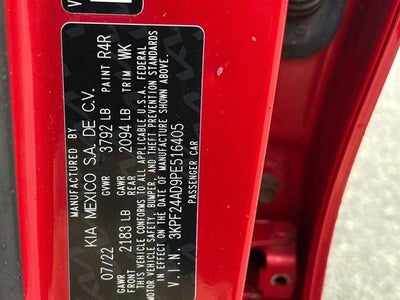 MANUFACTURED BY
KIA MEXICO S.A. DE C.V.
07/22 GVWR 3792 LB PAINT R4R
GAWR FRONT 2183 LB GAWR REAR 2094 LB TRIM WK
THIS VEHICLE CONFORMS TO ALL APPLICABLE U.S.A. FEDERAL
MOTOR VEHICLE SAFETY, BUMPER, AND THEFT PREVENTION STANDARDS
IN EFFECT ON THE DATE OF MANUFACTURE SHOWN ABOVE.
V.I.N. 3KPF24AD9PE516405
PASSENGER CAR